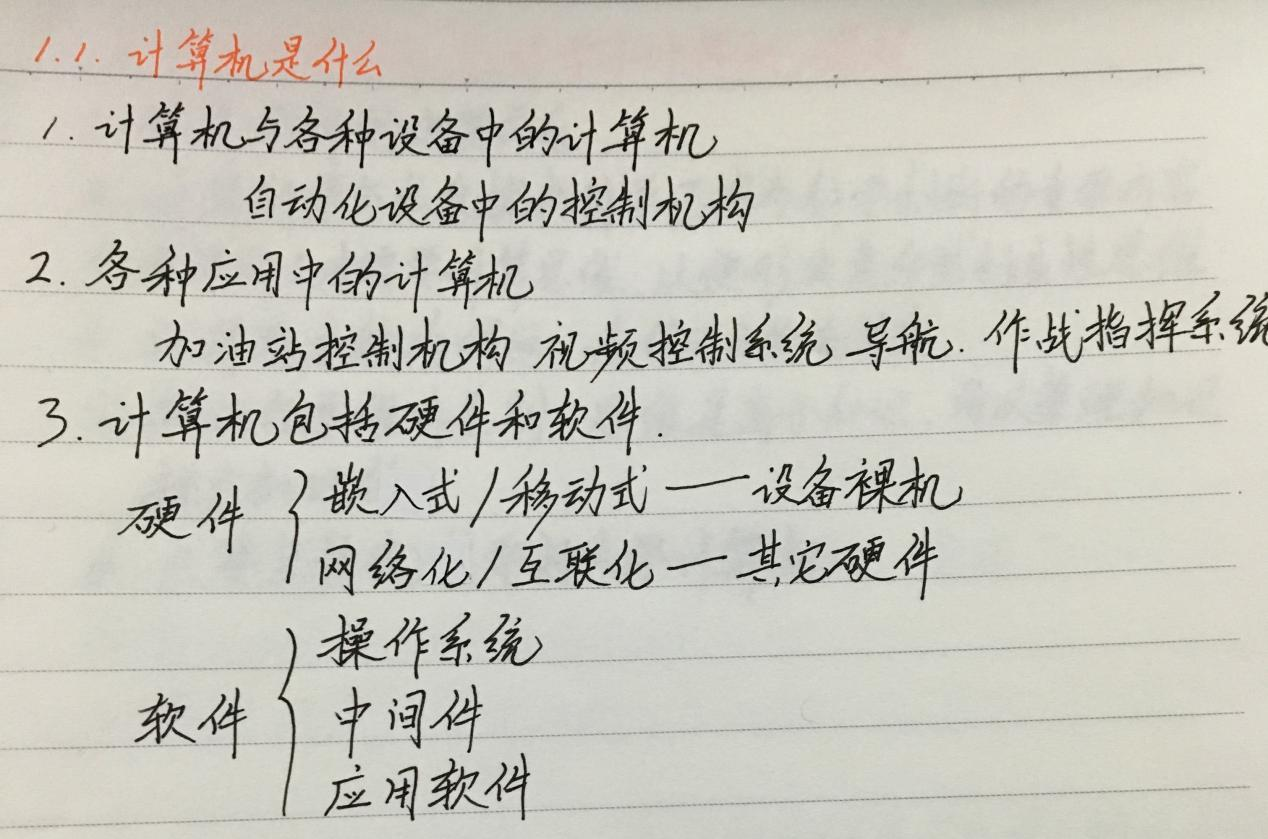 1.1. 计算机是什么
1. 计算机与各种设备中的计算机
自动化设备中的控制机构
2. 各种应用中的计算机
加油站控制机构 视频控制系统 导航. 作战指挥系统
3. 计算机包括硬件和软件.
硬件 { 嵌入式/移动式 —— 设备裸机
网络化/互联化 — 其它硬件
操作系统
软件 { 中间件
应用软件